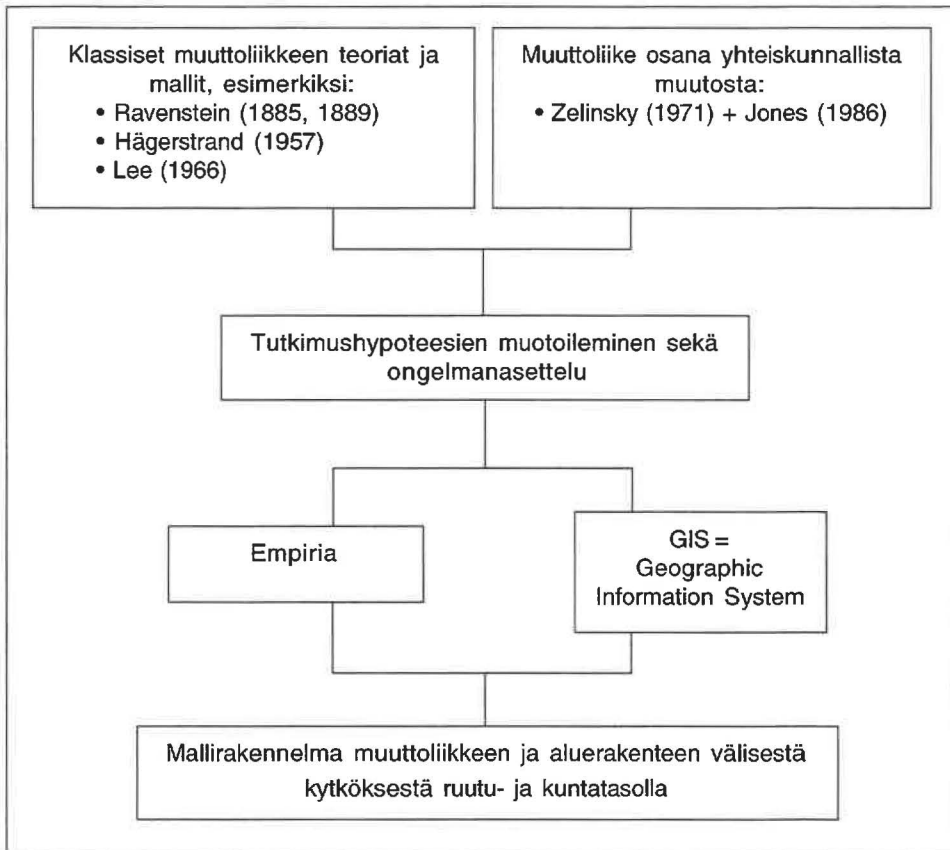 Klassiset muuttoliikkeen teoriat ja
mallit, esimerkiksi:
• Ravenstein (1885, 1889)
• Hägerstrand (1957)
• Lee (1966)
Muuttoliike osana yhteiskunnallista
muutosta:
• Zelinsky (1971) + Jones (1986)
Tutkimushypoteesien muotoileminen sekä
ongelmanasettelu
Empiria
GIS =
Geographic
Information System
Mallirakennelma muuttoliikkeen ja aluerakenteen välisestä
kytköksestä ruutu- ja kuntatasolla